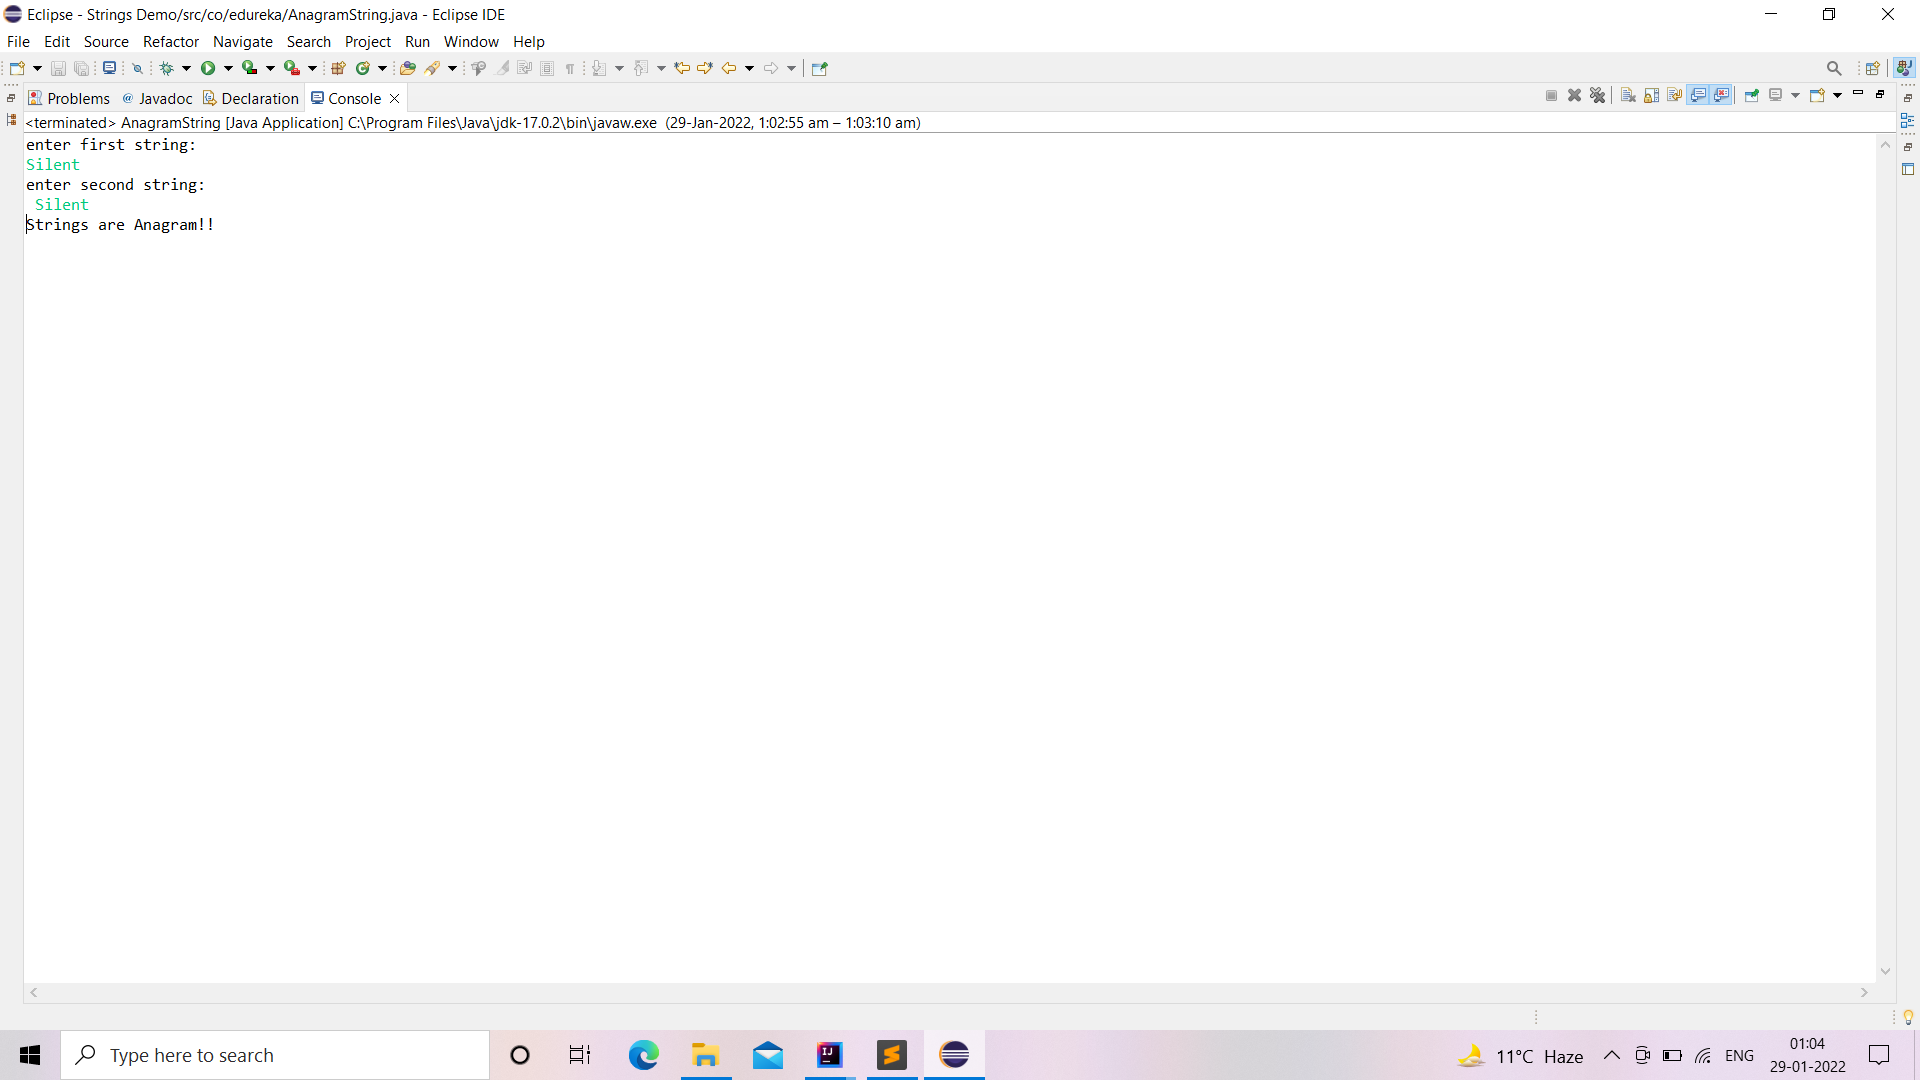 Eclipse - Strings Demo/src/co/edureka/AnagramString.java - Eclipse IDE
File Edit Source Refactor Navigate Search Project Run Window Help
Problems @ Javadoc Declaration Console
<terminated> AnagramString [Java Application] C:\Program Files\Java\jdk-17.0.2\bin\javaw.exe (29-Jan-2022, 1:02:55 am – 1:03:10 am)
enter first string:
Silent
enter second string:
 Silent
Strings are Anagram!!
Type here to search
11°C Haze
ENG
01:04
29-01-2022